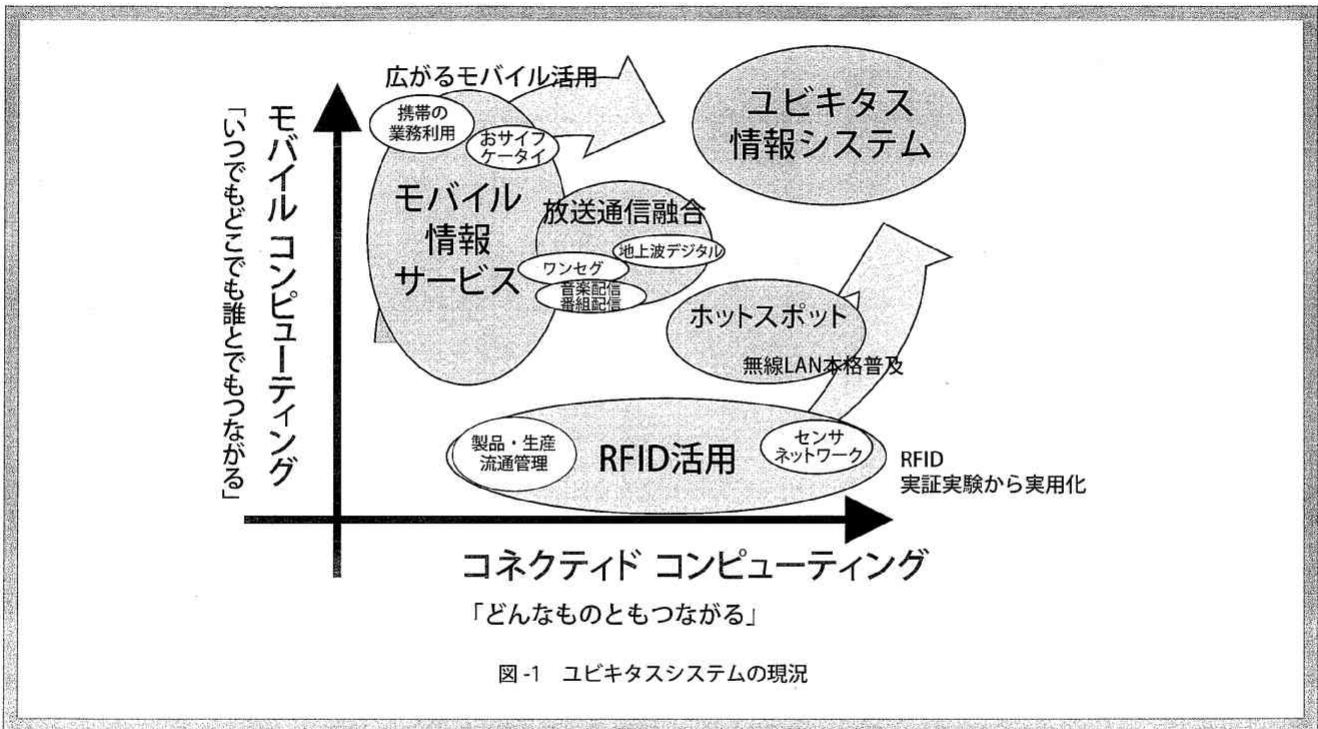 広がるモバイル活用
携帯の
業務利用
おサイフ
ケータイ
ユビキタス
情報システム
モバイル コンピューティング
「いつでもどこでも誰とでもつながる」
モバイル
情報
サービス
放送通信融合
地上波デジタル
ワンセグ
音楽配信
番組配信
ホットスポット
無線LAN本格普及
製品・生産
流通管理
RFID活用
センサ
ネットワーク
RFID
実証実験から実用化
コネクティド コンピューティング
「どんなものともつながる」
図-1 ユビキタスシステムの現況